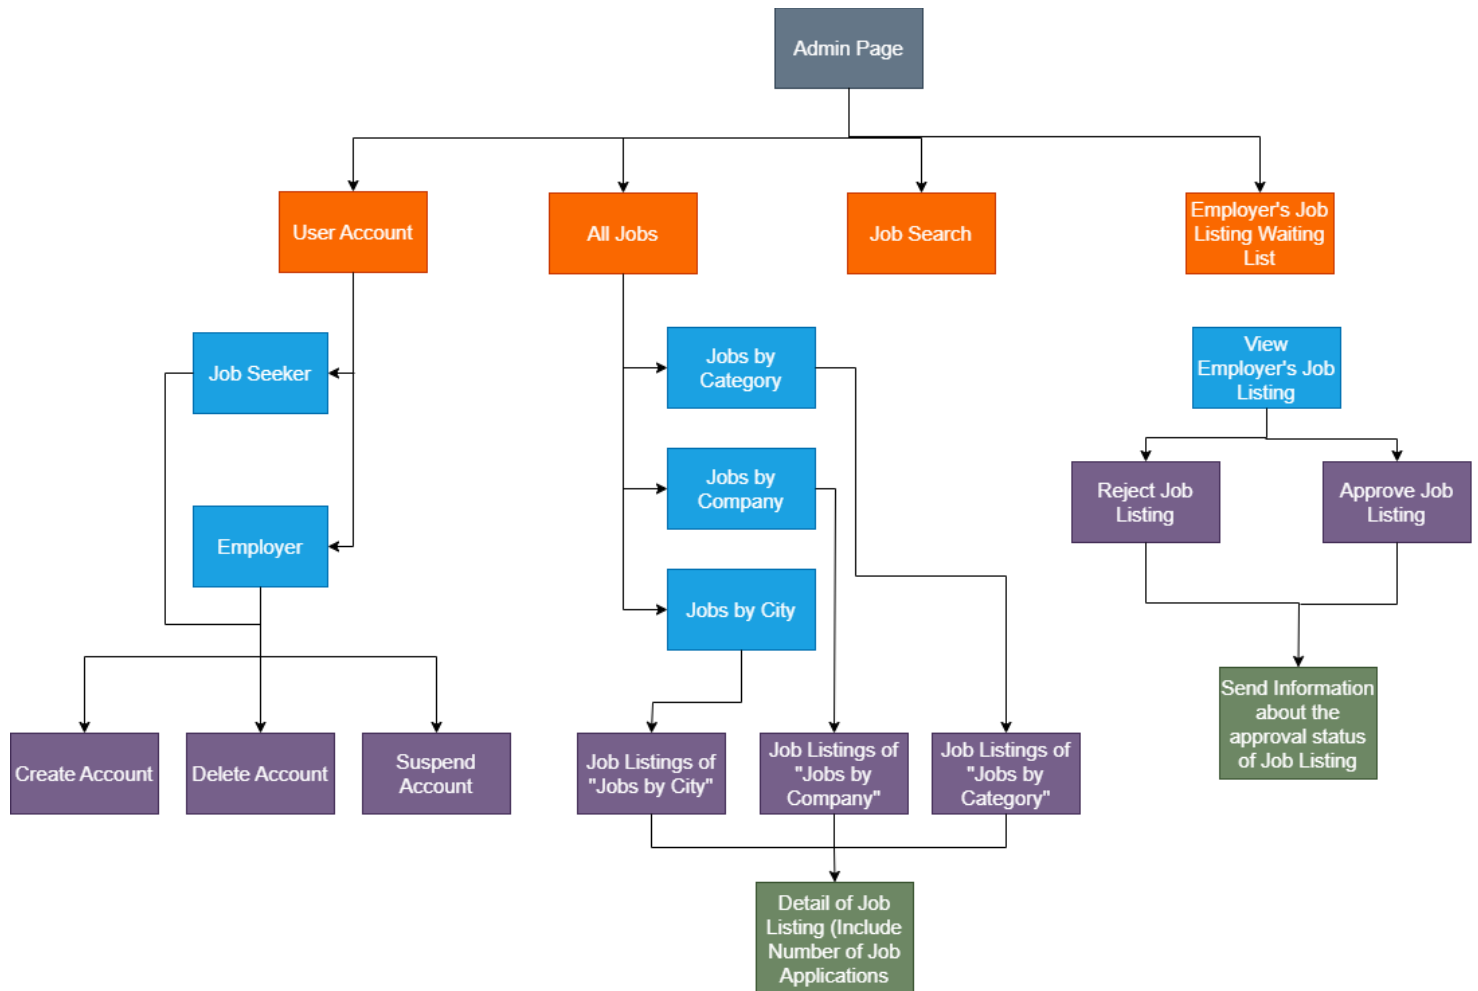 Admin Page
User Account
All Jobs
Job Search
Employer's Job
Listing Waiting
List
Job Seeker
Jobs by
Category
View
Employer's Job
Listing
Jobs by
Company
Reject Job
Listing
Approve Job
Listing
Employer
Jobs by City
Send Information
about the
approval status
of Job Listing
Create Account
Delete Account
Suspend
Account
Job Listings of
"Jobs by City"
Job Listings of
"Jobs by
Company"
Job Listings of
"Jobs by
Category"
Detail of Job
Listing (Include
Number of Job
Applications